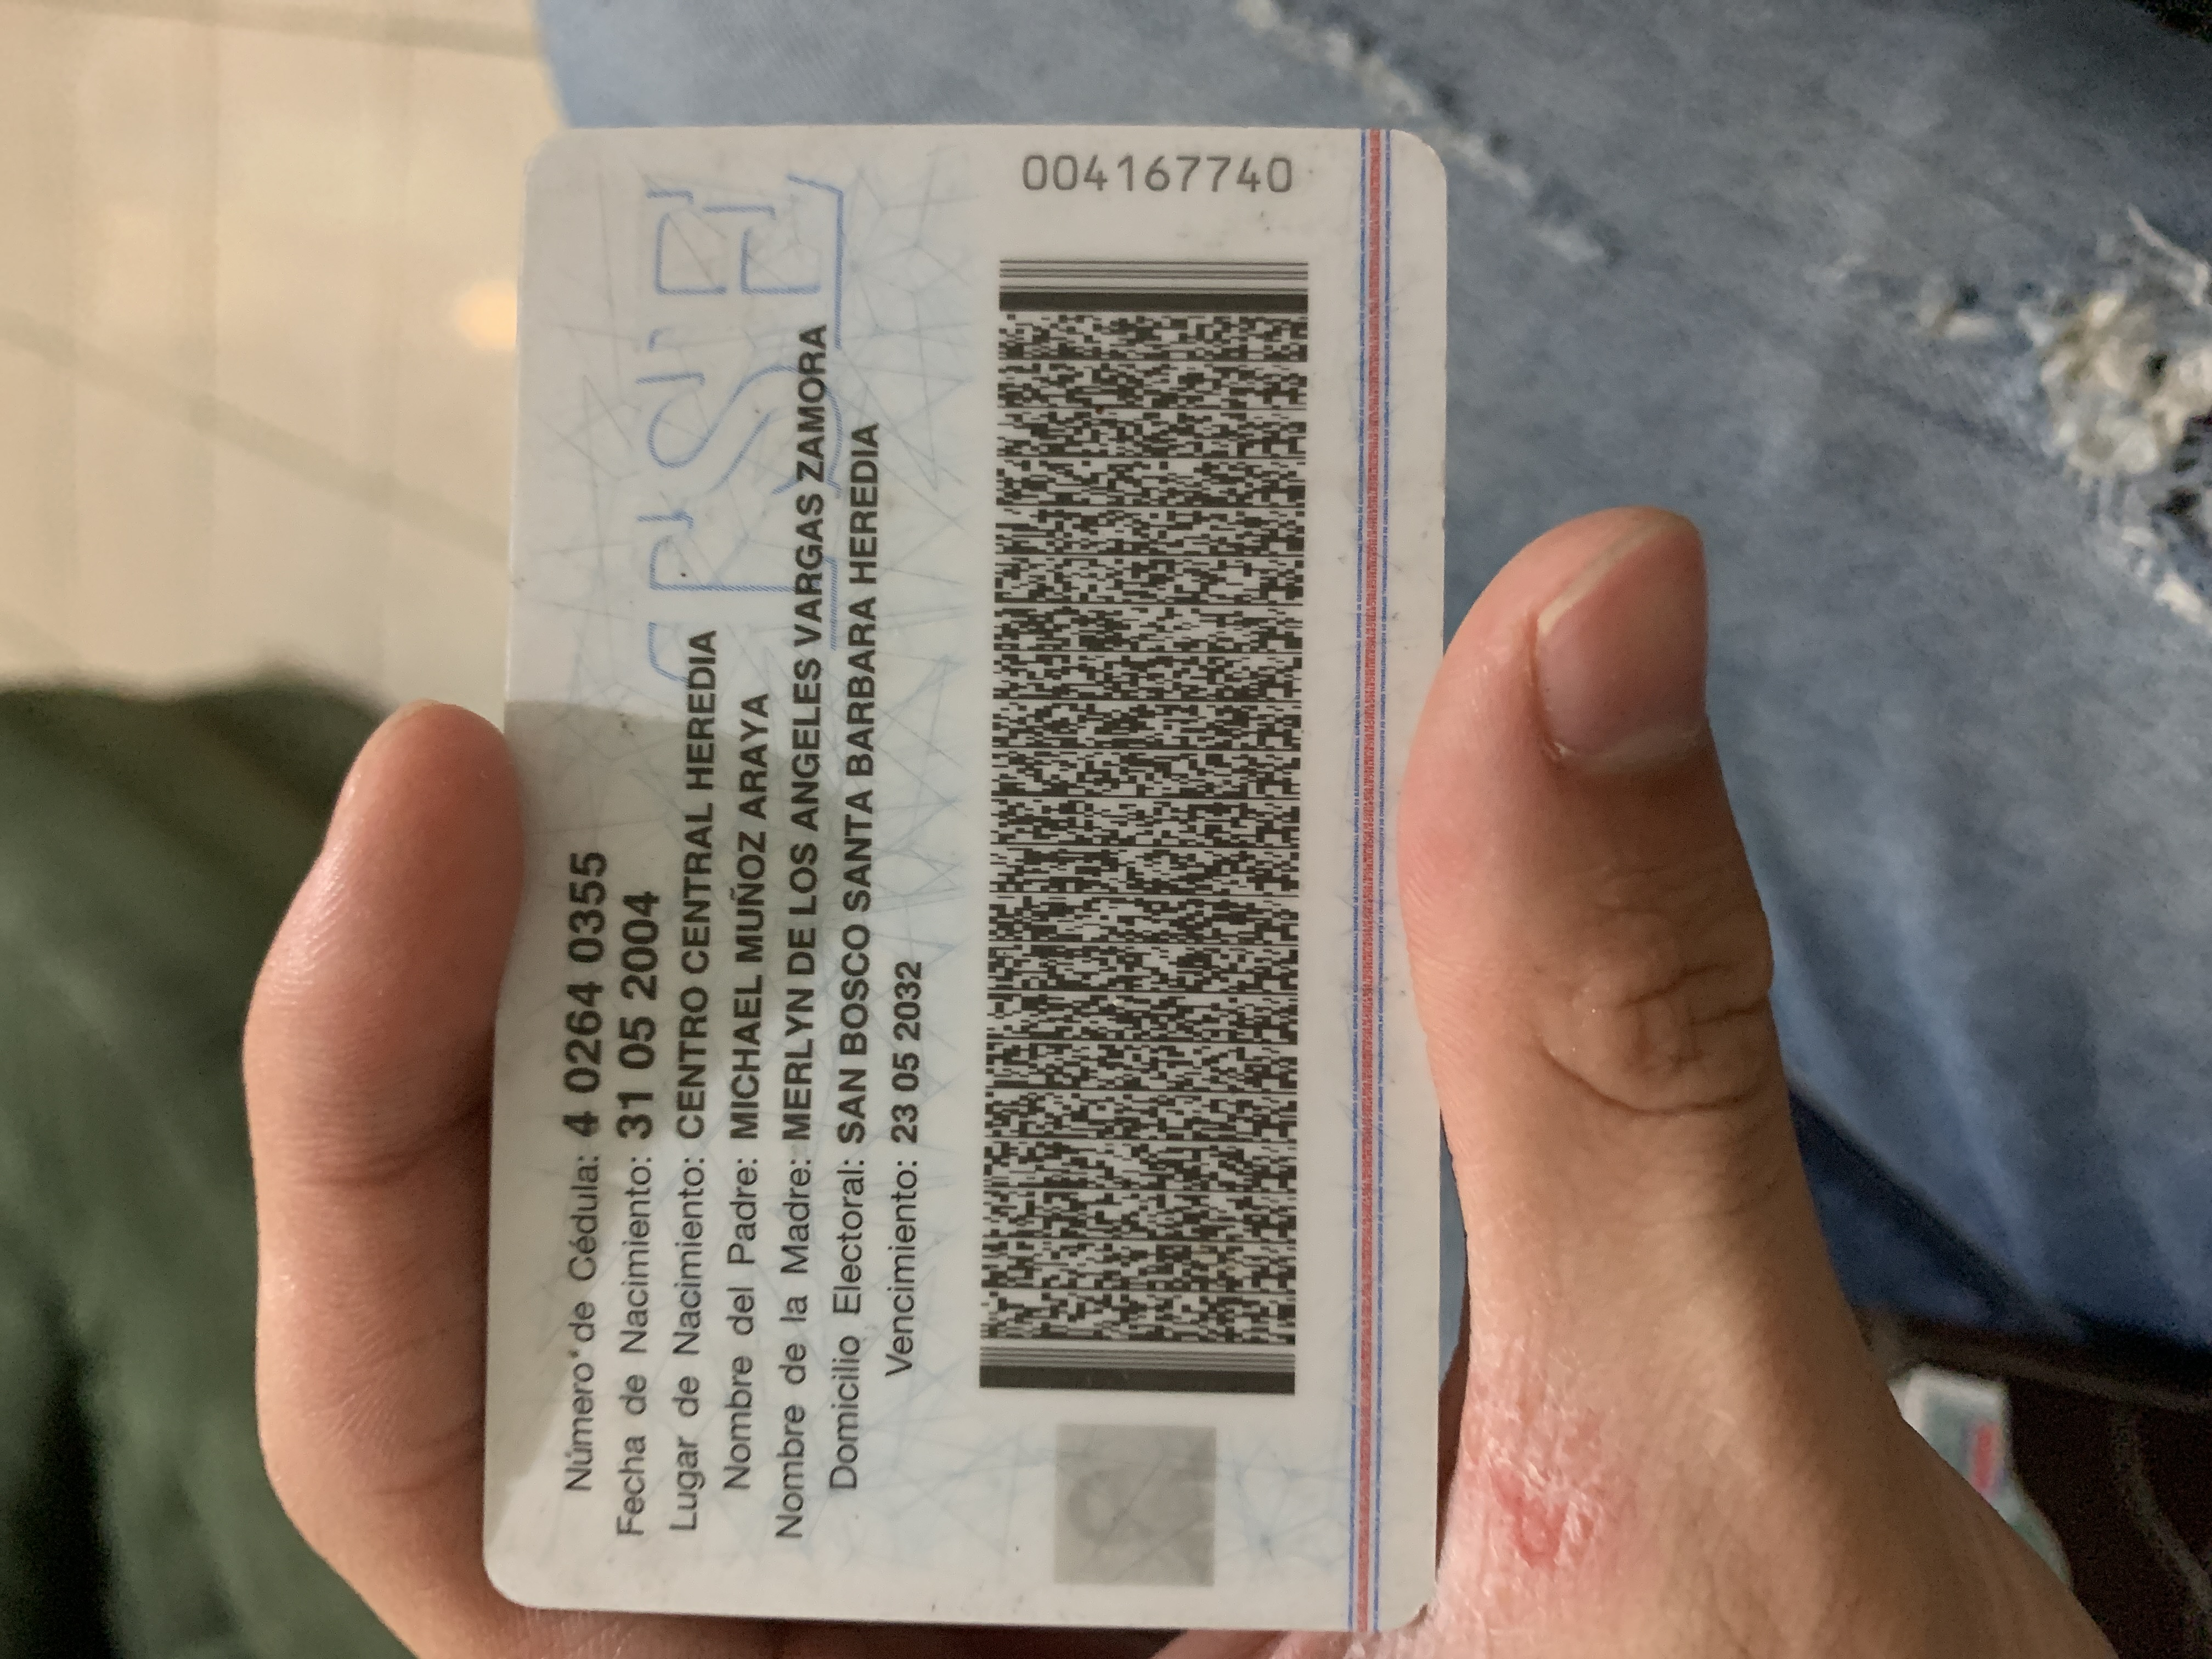 Número de Cédula: 4 0264 0355
Fecha de Nacimiento: 31 05 2004
Lugar de Nacimiento: CENTRO CENTRAL HEREDIA
Nombre del Padre: MICHAEL MUÑOZ ARAYA
Nombre de la Madre: MERLYN DE LOS ANGELES VARGAS ZAMORA
Domicilio Electoral: SAN BOSCO SANTA BARBARA HEREDIA
Vencimiento: 23 05 2032
004167740